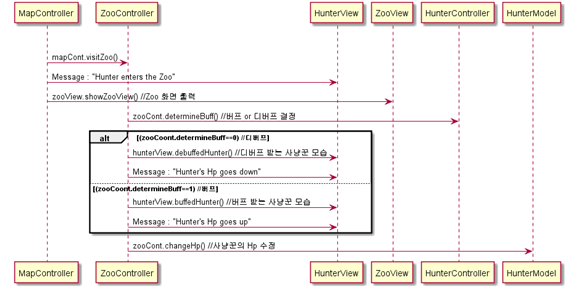 MapController ZooController HunterView ZooView HunterController HunterModel
mapCont.visitZoo()
Message : "Hunter enters the Zoo"
zooView.showZooView() //Zoo 화면 출력
zooCont.determineBuff() //버프 or 디버프 결정
alt [(zooCoont.determineBuff==0) //디버프]
hunterView.debuffedHunter() //디버프 받는 사냥꾼 모습
Message : "Hunter's Hp goes down"
[(zooCoont.determineBuff==1) //버프]
hunterView.buffedHunter() //버프 받는 사냥꾼 모습
Message : "Hunter's Hp goes up"
zooCont.changeHp() //사냥꾼의 Hp 수정
MapController ZooController HunterView ZooView HunterController HunterModel